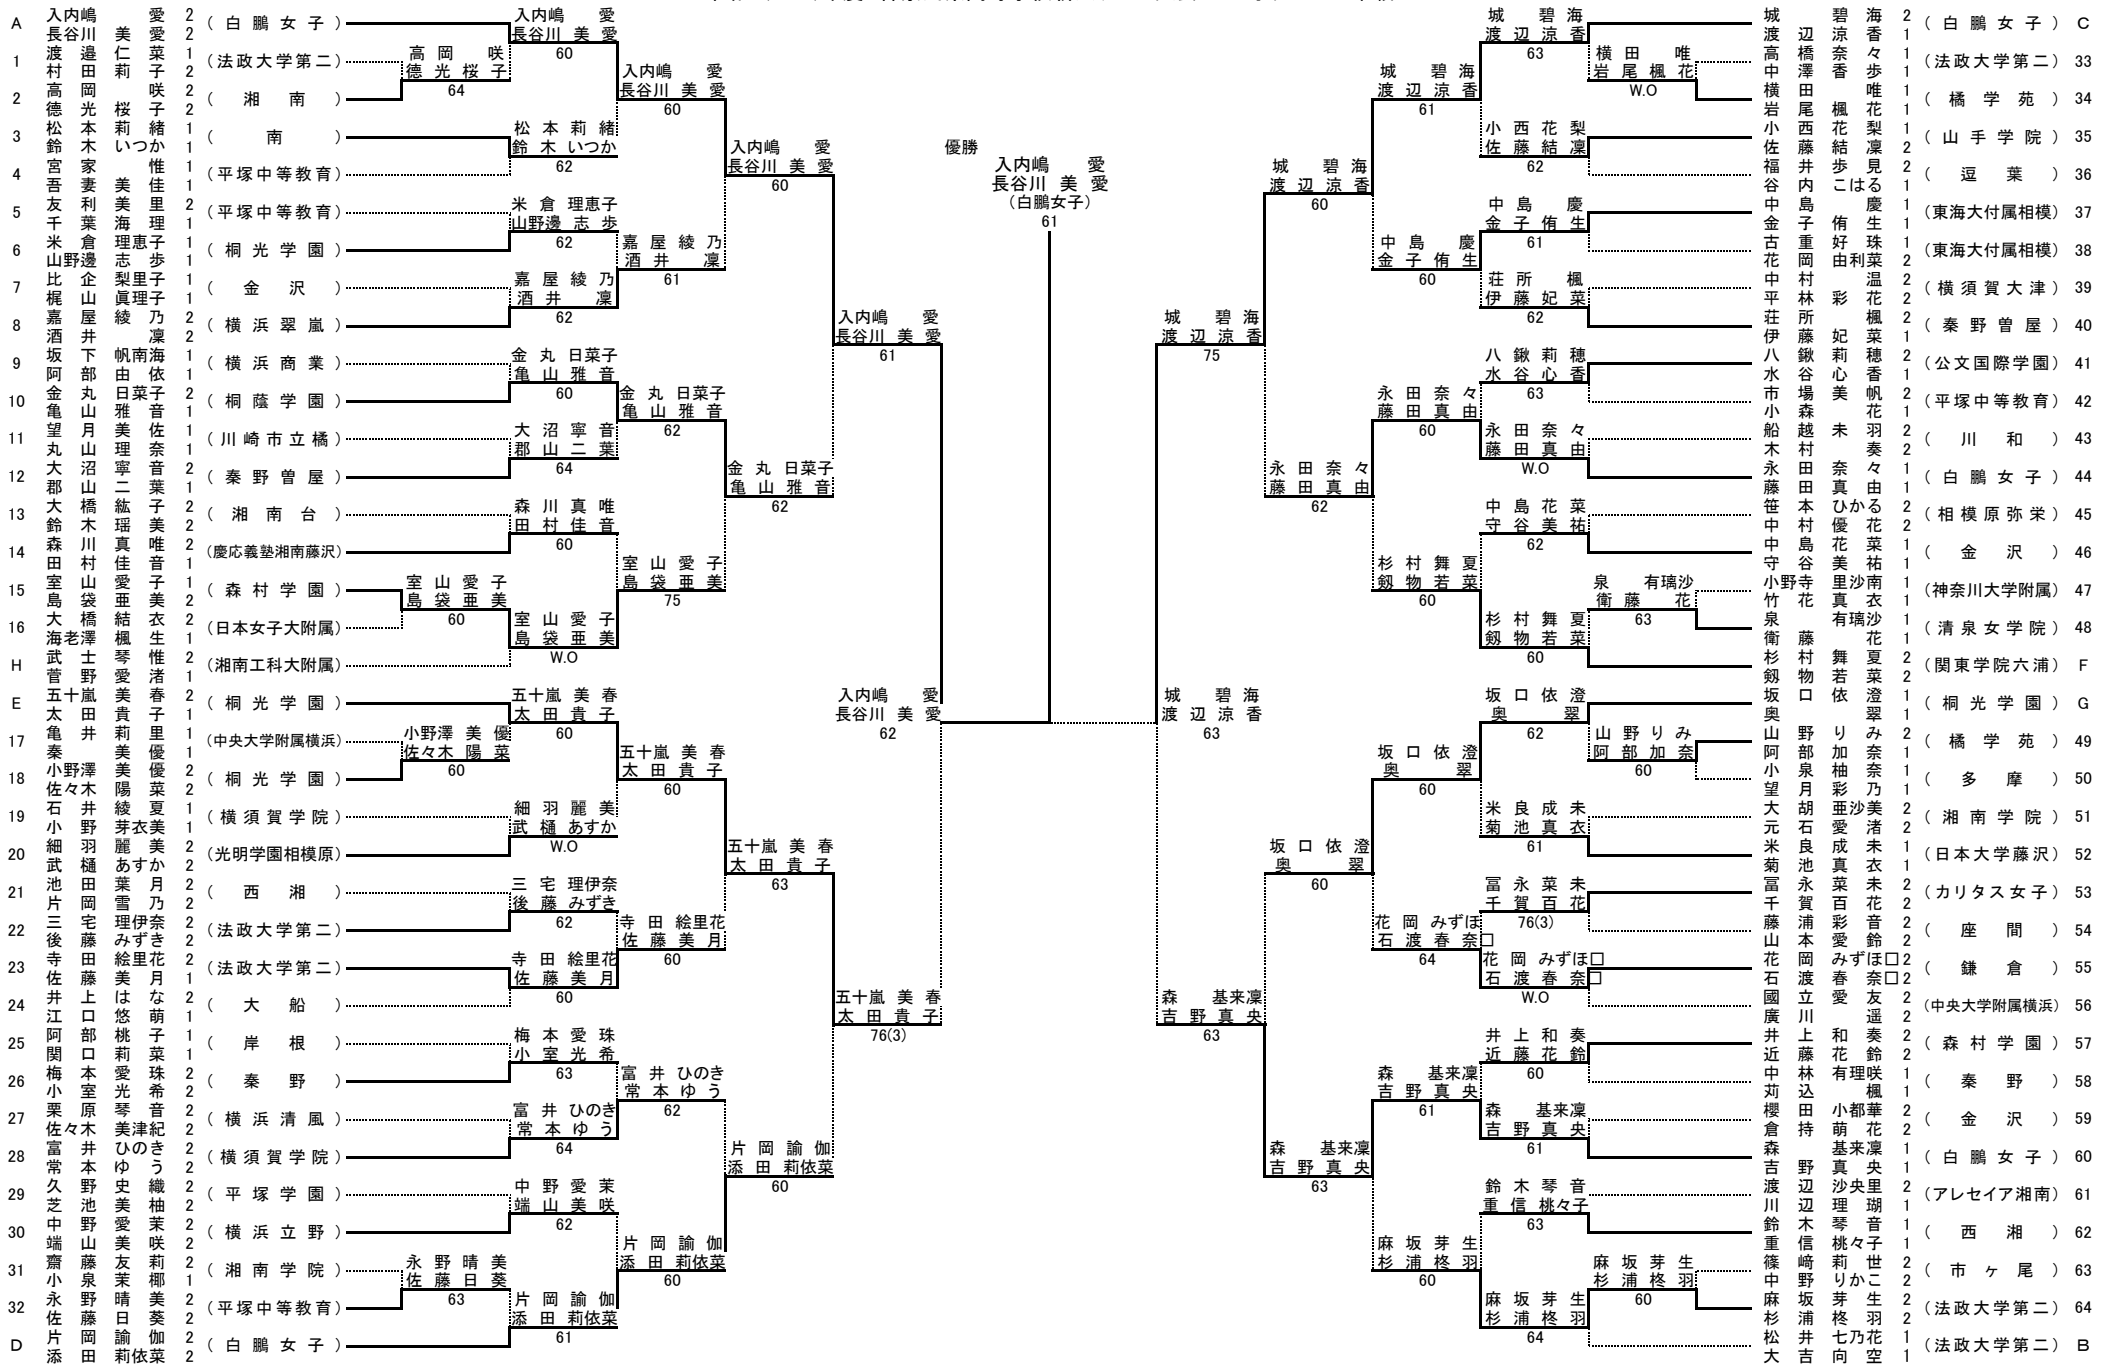 A 入内嶋 愛 2 (白鵬女子)
長谷川 美愛 2
1 渡邉仁菜 1 (法政大学第二)
村田莉子 2
2 高岡 咲 2 (湘南)
德光桜子 2
3 松本莉緒 1 (南)
鈴木いつか 1
4 宮家 惟 1 (平塚中等教育)
吾妻美佳 1
5 友利美里 2 (平塚中等教育)
千葉海理 1
6 米倉理恵子 1 (桐光学園)
山野邊志歩 1
7 比企梨里子 1 (金沢)
梶山眞理子 1
8 嘉屋綾乃 2 (横浜翠嵐)
酒井 凜 2
9 坂下帆南海 1 (横浜商業)
阿部由依 1
10 金丸日菜子 2 (桐蔭学園)
亀山雅音 1
11 望月美佐 1 (川崎市立橘)
丸山理奈 1
12 大沼寧音 2 (秦野曽屋)
郡山二葉 1
13 大橋紘子 2 (湘南台)
鈴木瑶美 2
14 森川真唯 2 (慶応義塾湘南藤沢)
田村佳音 1
15 室山愛子 1 (森村学園)
島袋亜美 2
16 大橋結衣 2 (日本女子大附属)
海老澤楓生 1
H 武士琴惟 2 (湘南工科大附属)
菅野愛渚 1
E 五十嵐美春 2 (桐光学園)
太田貴子 1
17 亀井莉里 1 (中央大学附属横浜)
秦 美優 1
18 小野澤美優 2 (桐光学園)
佐々木陽菜 2
19 石井綾夏 1 (横須賀学院)
小野芽衣美 1
20 細羽麗美 2 (光明学園相模原)
武樋あすか 2
21 池田葉月 2 (西湘)
片岡雪乃 2
22 三宅理伊奈 2 (法政大学第二)
後藤みずき 2
23 寺田絵里花 2 (法政大学第二)
佐藤美月 1
24 井上はな 2 (大船)
江口悠萌 1
25 阿部桃子 1 (岸根)
関口莉菜 1
26 梅本愛珠 2 (秦野)
小室光希 2
27 栗原琴音 2 (横浜清風)
佐々木美津紀 2
28 富井ひのき 2 (横須賀学院)
常本ゆう 2
29 久野史織 2 (平塚学園)
芝池美柚 2
30 中野愛茉 2 (横浜立野)
端山美咲 2
31 齋藤友莉 2 (湘南学院)
小泉茉椰 1
32 永野晴美 2 (平塚中等教育)
佐藤日葵 2
D 片岡諭伽 2 (白鵬女子)
添田莉依菜 2
高岡 咲
德光桜子
64
室山愛子
島袋亜美
60
小野澤美優
佐々木陽菜
60
永野晴美
佐藤日葵
63
入内嶋 愛
長谷川美愛
60
松本莉緒
鈴木いつか
62
米倉理恵子
山野邊志歩
62
嘉屋綾乃
酒井 凜
62
金丸日菜子
亀山雅音
60
大沼寧音
郡山二葉
64
森川真唯
田村佳音
60
室山愛子
島袋亜美
W.O
五十嵐美春
太田貴子
60
細羽麗美
武樋あすか
W.O
三宅理伊奈
後藤みずき
62
寺田絵里花
佐藤美月
60
梅本愛珠
小室光希
63
富井ひのき
常本ゆう
64
中野愛茉
端山美咲
62
片岡諭伽
添田莉依菜
61
入内嶋 愛
長谷川美愛
60
嘉屋綾乃
酒井 凜
61
金丸日菜子
亀山雅音
62
室山愛子
島袋亜美
75
五十嵐美春
太田貴子
60
寺田絵里花
佐藤美月
60
富井ひのき
常本ゆう
62
片岡諭伽
添田莉依菜
60
入内嶋 愛
長谷川美愛
60
金丸日菜子
亀山雅音
62
五十嵐美春
太田貴子
63
片岡諭伽
添田莉依菜
60
入内嶋 愛
長谷川美愛
61
五十嵐美春
太田貴子
76(3)
入内嶋 愛
長谷川美愛
62
優勝
入内嶋 愛
長谷川美愛
(白鵬女子)
61
城 碧海
渡辺涼香
63
城 碧海
渡辺涼香
75
森 基来凜
吉野真央
63
城 碧海
渡辺涼香
60
永田奈々
藤田真由
62
坂口依澄
奥 翠
60
森 基来凜
吉野真央
63
城 碧海
渡辺涼香
61
中島 慶
金子侑生
60
永田奈々
藤田真由
60
杉村舞夏
剱物若菜
60
坂口依澄
奥 翠
60
花岡みずほ
石渡春奈□
64
森 基来凜
吉野真央
61
麻坂芽生
杉浦柊羽
60
城 碧海
渡辺涼香
63
小西花梨
佐藤結凜
62
中島 慶
金子侑生
61
荘所 楓
伊藤妃菜
62
八鍬莉穂
水谷心香
63
永田奈々
藤田真由
W.O
中島花菜
守谷美祐
62
杉村舞夏
剱物若菜
60
坂口依澄
奥 翠
62
米良成未
菊池真衣
61
冨永菜未
千賀百花
76(3)
花岡みずほ□
石渡春奈□
W.O
井上和奏
近藤花鈴
60
森 基来凜
吉野真央
61
鈴木琴音
重信桃々子
63
麻坂芽生
杉浦柊羽
64
横田 唯
岩尾楓花
W.O
泉 有璃沙
衛藤 花
63
山野りみ
阿部加奈
60
麻坂芽生
杉浦柊羽
60
城 碧海 2 (白鵬女子) C
渡辺涼香 1
高橋奈々 1 (法政大学第二) 33
中澤香歩 1
横田 唯 1 (橘学苑) 34
岩尾楓花 1
小西花梨 1 (山手学院) 35
佐藤結凜 2
福井歩見 2 (逗葉) 36
谷内こはる 1
中島 慶 1 (東海大付属相模) 37
金子侑生 1
古重好珠 1 (東海大付属相模) 38
花岡由利菜 2
中村 温 2 (横須賀大津) 39
平林彩花 2
荘所 楓 2 (秦野曽屋) 40
伊藤妃菜 1
八鍬莉穂 2 (公文国際学園) 41
水谷心香 1
市場美帆 2 (平塚中等教育) 42
小森 花 1
船越未羽 2 (川和) 43
木村 奏 2
永田奈々 1 (白鵬女子) 44
藤田真由 1
笹本ひかる 2 (相模原弥栄) 45
中村優花 2
中島花菜 1 (金沢) 46
守谷美祐 1
小野寺里沙南 1 (神奈川大学附属) 47
竹花真衣 1
泉 有璃沙 1 (清泉女学院) 48
衛藤 花 1
杉村舞夏 2 (関東学院六浦) F
剱物若菜 2
坂口依澄 1 (桐光学園) G
奥 翠 1
山野りみ 2 (橘学苑) 49
阿部加奈 1
小泉柚奈 1 (多摩) 50
望月彩乃 1
大胡亜沙美 2 (湘南学院) 51
元石愛渚 2
米良成未 1 (日本大学藤沢) 52
菊池真衣 1
冨永菜未 2 (カリタス女子) 53
千賀百花 2
藤浦彩音 2 (座間) 54
山本愛鈴 2
花岡みずほ□ 2 (鎌倉) 55
石渡春奈□ 2
國立愛友 2 (中央大学附属横浜) 56
廣川 遥 2
井上和奏 2 (森村学園) 57
近藤花鈴 2
中林有理咲 1 (秦野) 58
苅込 楓 1
櫻田小都華 2 (金沢) 59
倉持萌花 2
森 基来凜 1 (白鵬女子) 60
吉野真央 1
渡辺沙央里 2 (アレセイア湘南) 61
川辺理瑚 1
鈴木琴音 1 (西湘) 62
重信桃々子 1
篠﨑莉世 2 (市ヶ尾) 63
中野りかこ 2
麻坂芽生 2 (法政大学第二) 64
杉浦柊羽 2
松井七乃花 1 (法政大学第二) B
大吉向空 1